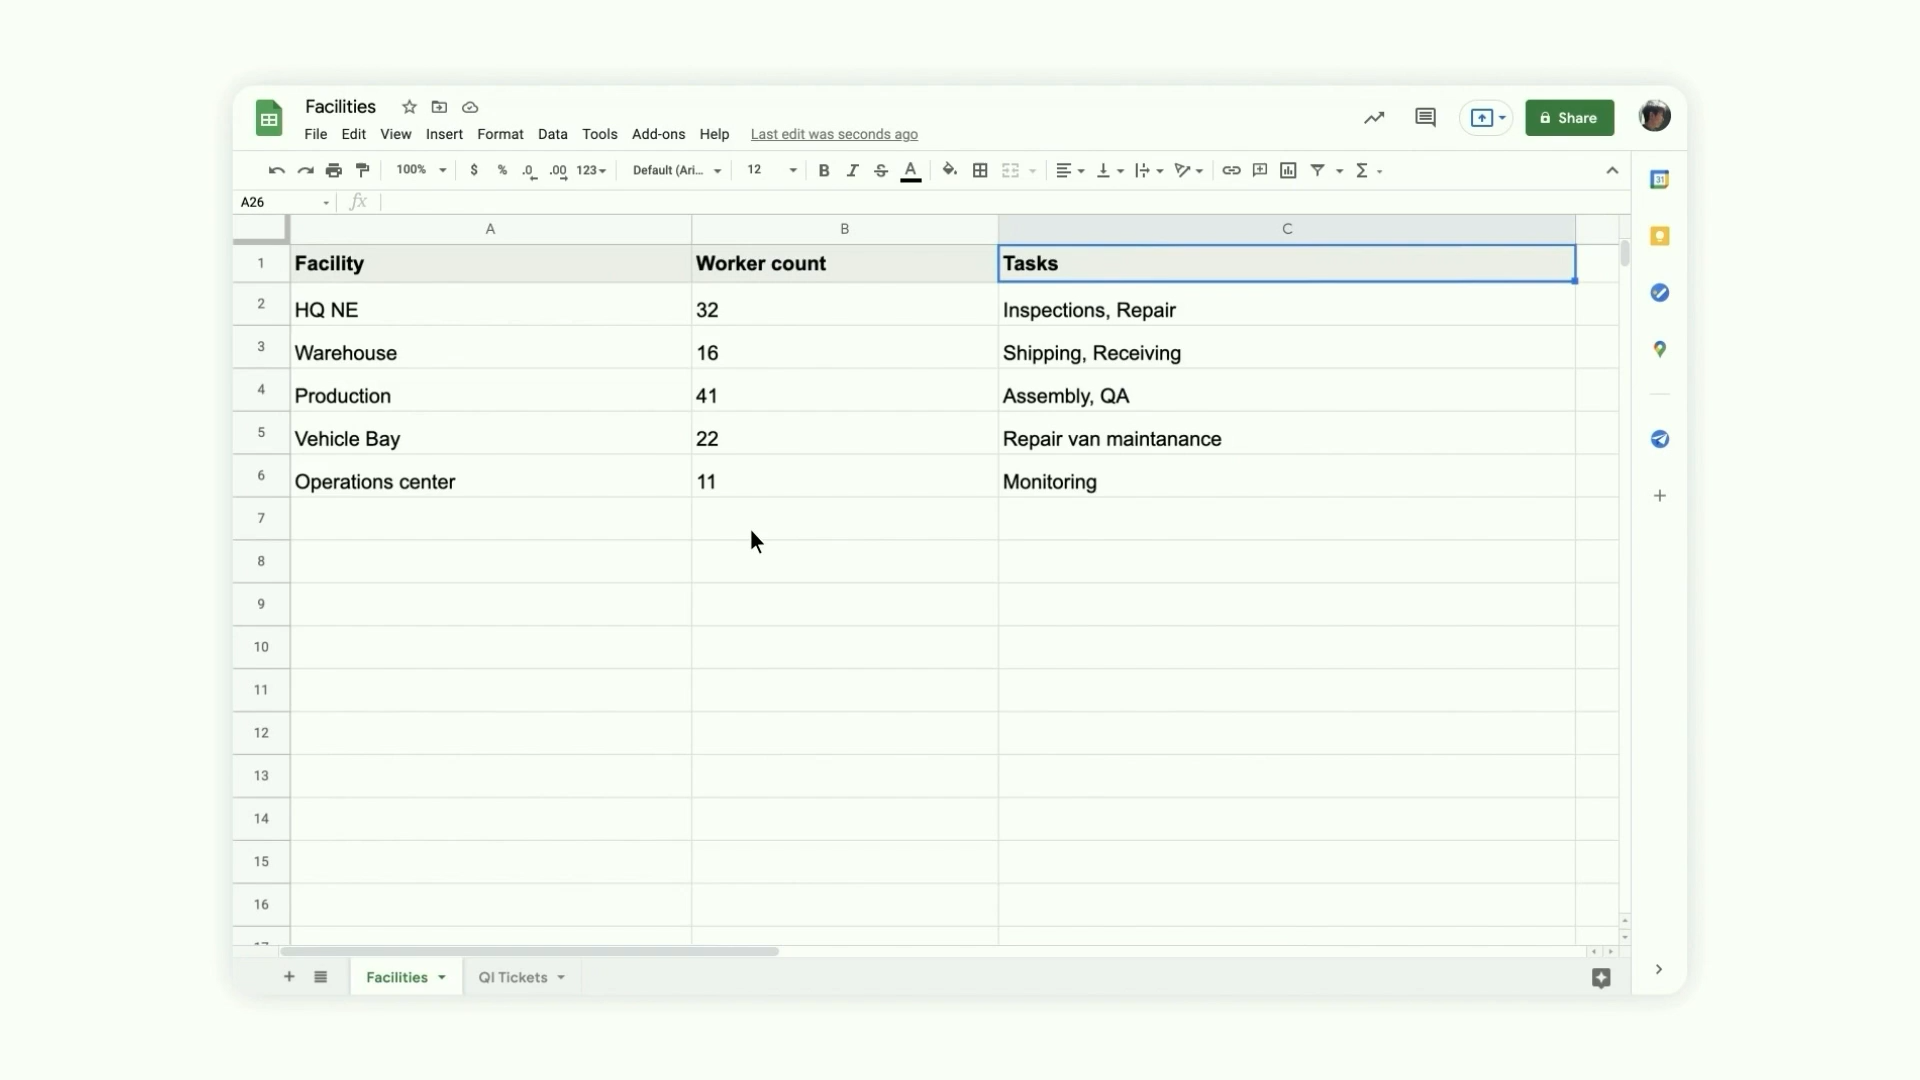 Facilities
File Edit View Insert Format Data Tools Add-ons Help Last edit was seconds ago
Share
100% $ % .0 .00 123 Default (Ari... 12 B I S A
A26 fx
A B C
1 Facility Worker count Tasks
2 HQ NE 32 Inspections, Repair
3 Warehouse 16 Shipping, Receiving
4 Production 41 Assembly, QA
5 Vehicle Bay 22 Repair van maintanance
6 Operations center 11 Monitoring
7
8
9
10
11
12
13
14
15
16
Facilities QI Tickets
31